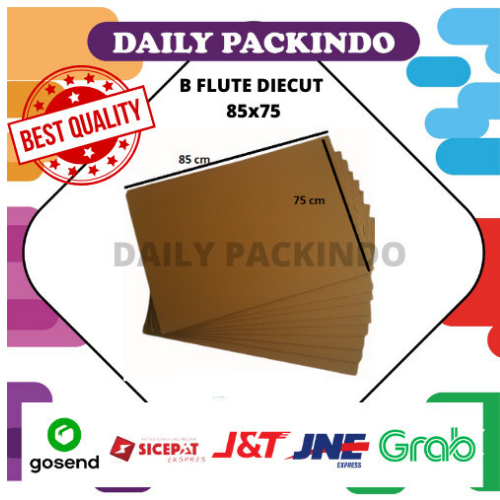 DAILY PACKINDO
B FLUTE DIECUT
85x75
BEST QUALITY
85 cm
75 cm
DAILY PACKINDO
gosend
SICEPAT
EKSPRES
J&T
JNE
EXPRESS
Grab